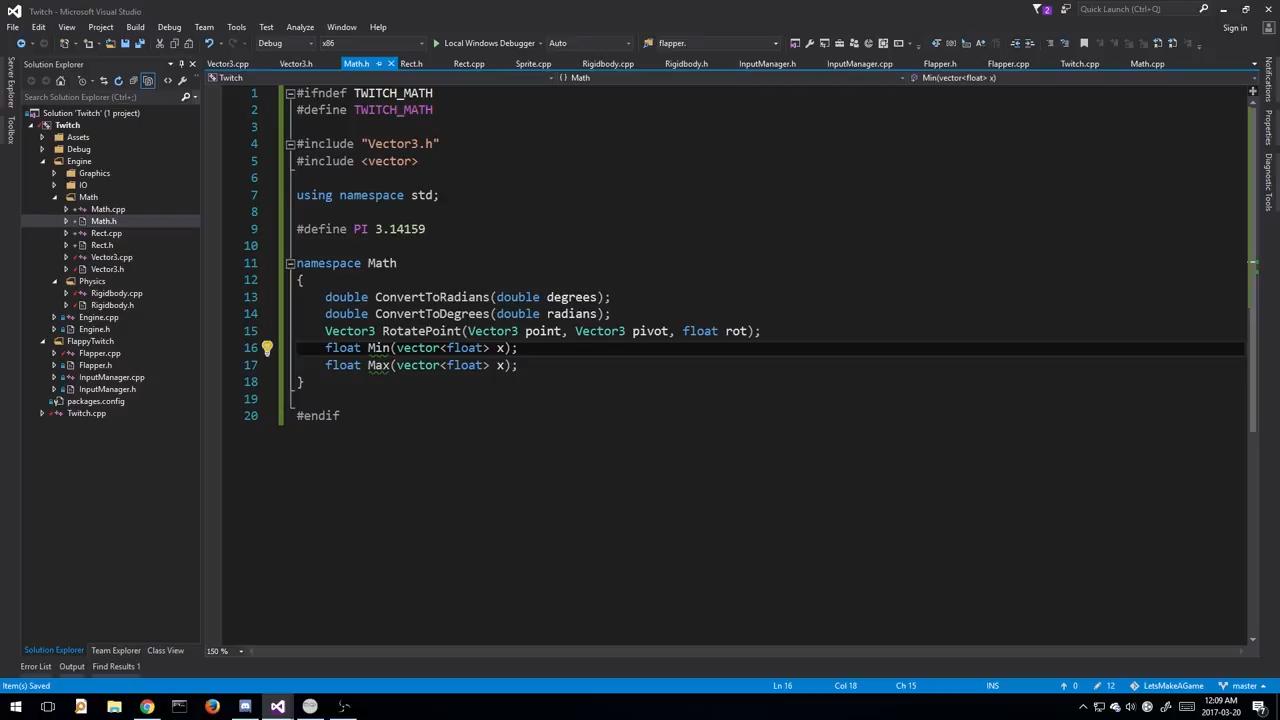 Twitch - Microsoft Visual Studio
2
Quick Launch (Ctrl+;)
File Edit View Project Build Debug Team Tools Test Analyze Window Help
Sign in
Debug x86 Local Windows Debugger Auto flapper.
Solution Explorer
Vector3.cpp Vector3.h Math.h Rect.h Rect.cpp Sprite.cpp Rigidbody.cpp Rigidbody.h InputManager.h InputManager.cpp Flapper.h Flapper.cpp Twitch.cpp Math.cpp
Twitch {} Math Min(vector<float> x)
Server Explorer
Toolbox
Search Solution Explorer (Ctrl+;)
Solution 'Twitch' (1 project)
Twitch
Assets
Debug
Engine
Graphics
IO
Math
Math.cpp
Math.h
Rect.cpp
Rect.h
Vector3.cpp
Vector3.h
Physics
Rigidbody.cpp
Rigidbody.h
Engine.cpp
Engine.h
FlappyTwitch
Flapper.cpp
Flapper.h
InputManager.cpp
InputManager.h
packages.config
Twitch.cpp
1 #ifndef TWITCH_MATH
2 #define TWITCH_MATH
3
4 #include "Vector3.h"
5 #include <vector>
6
7 using namespace std;
8
9 #define PI 3.14159
10
11 namespace Math
12 {
13 double ConvertToRadians(double degrees);
14 double ConvertToDegrees(double radians);
15 Vector3 RotatePoint(Vector3 point, Vector3 pivot, float rot);
16 float Min(vector<float> x);
17 float Max(vector<float> x);
18 }
19
20 #endif
Notifications
Properties
Diagnostic Tools
Solution Explorer Team Explorer Class View
150 %
Error List Output Find Results 1
Item(s) Saved Ln 16 Col 18 Ch 15 INS 0 12 LetsMakeAGame master
12:09 AM
2017-03-20